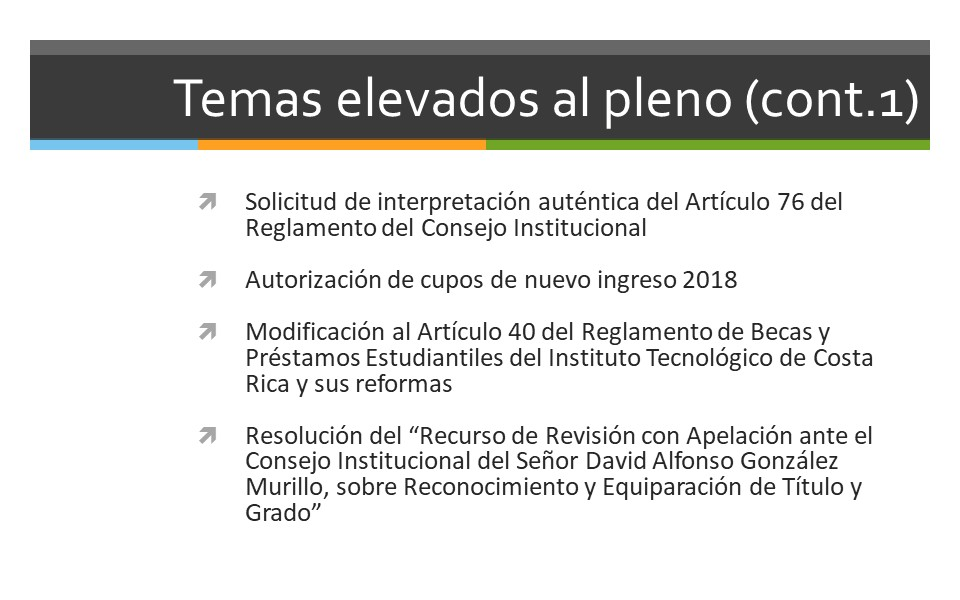 Temas elevados al pleno (cont.1)
Solicitud de interpretación auténtica del Artículo 76 del
Reglamento del Consejo Institucional
Autorización de cupos de nuevo ingreso 2018
Modificación al Artículo 40 del Reglamento de Becas y
Préstamos Estudiantiles del Instituto Tecnológico de Costa
Rica y sus reformas
Resolución del “Recurso de Revisión con Apelación ante el
Consejo Institucional del Señor David Alfonso González
Murillo, sobre Reconocimiento y Equiparación de Título y
Grado”